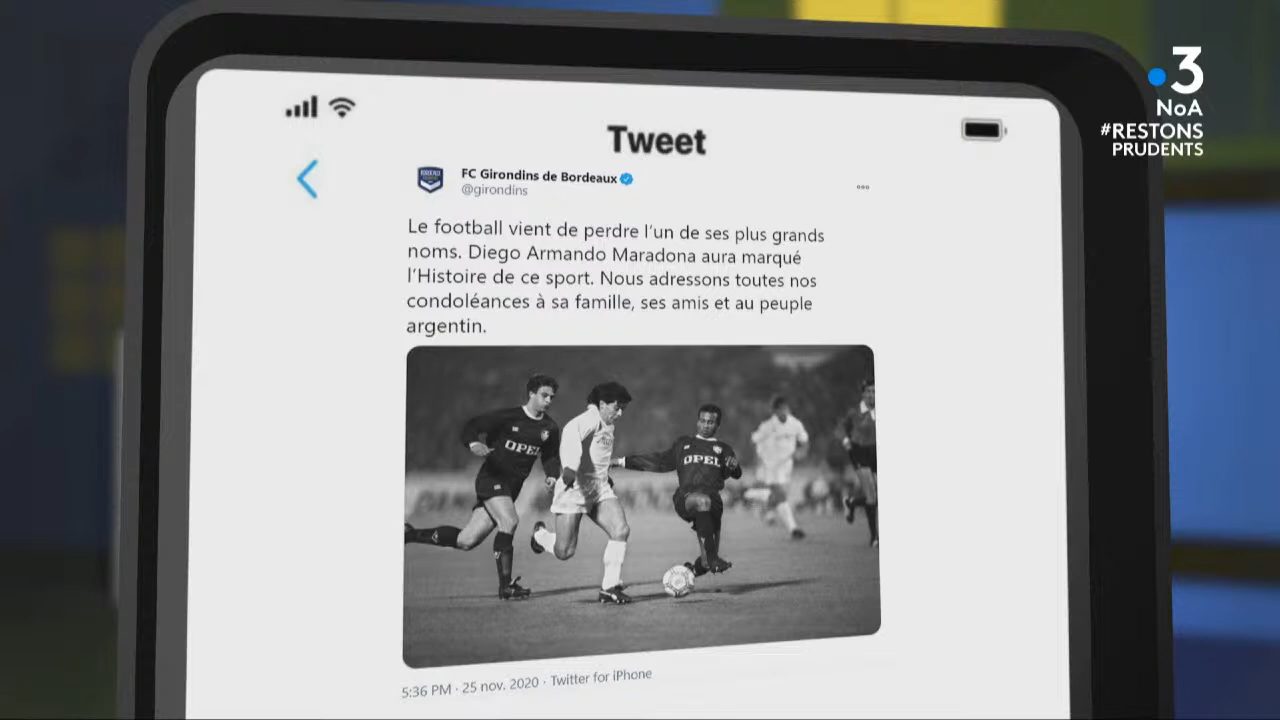 3
NoA
#RESTONS
PRUDENTS
Tweet
FC Girondins de Bordeaux
@girondins
Le football vient de perdre l'un de ses plus grands
noms. Diego Armando Maradona aura marqué
l'Histoire de ce sport. Nous adressons toutes nos
condoléances à sa famille, ses amis et au peuple
argentin.
OPEL
OPEL
5:36 PM · 25 nov. 2020 · Twitter for iPhone